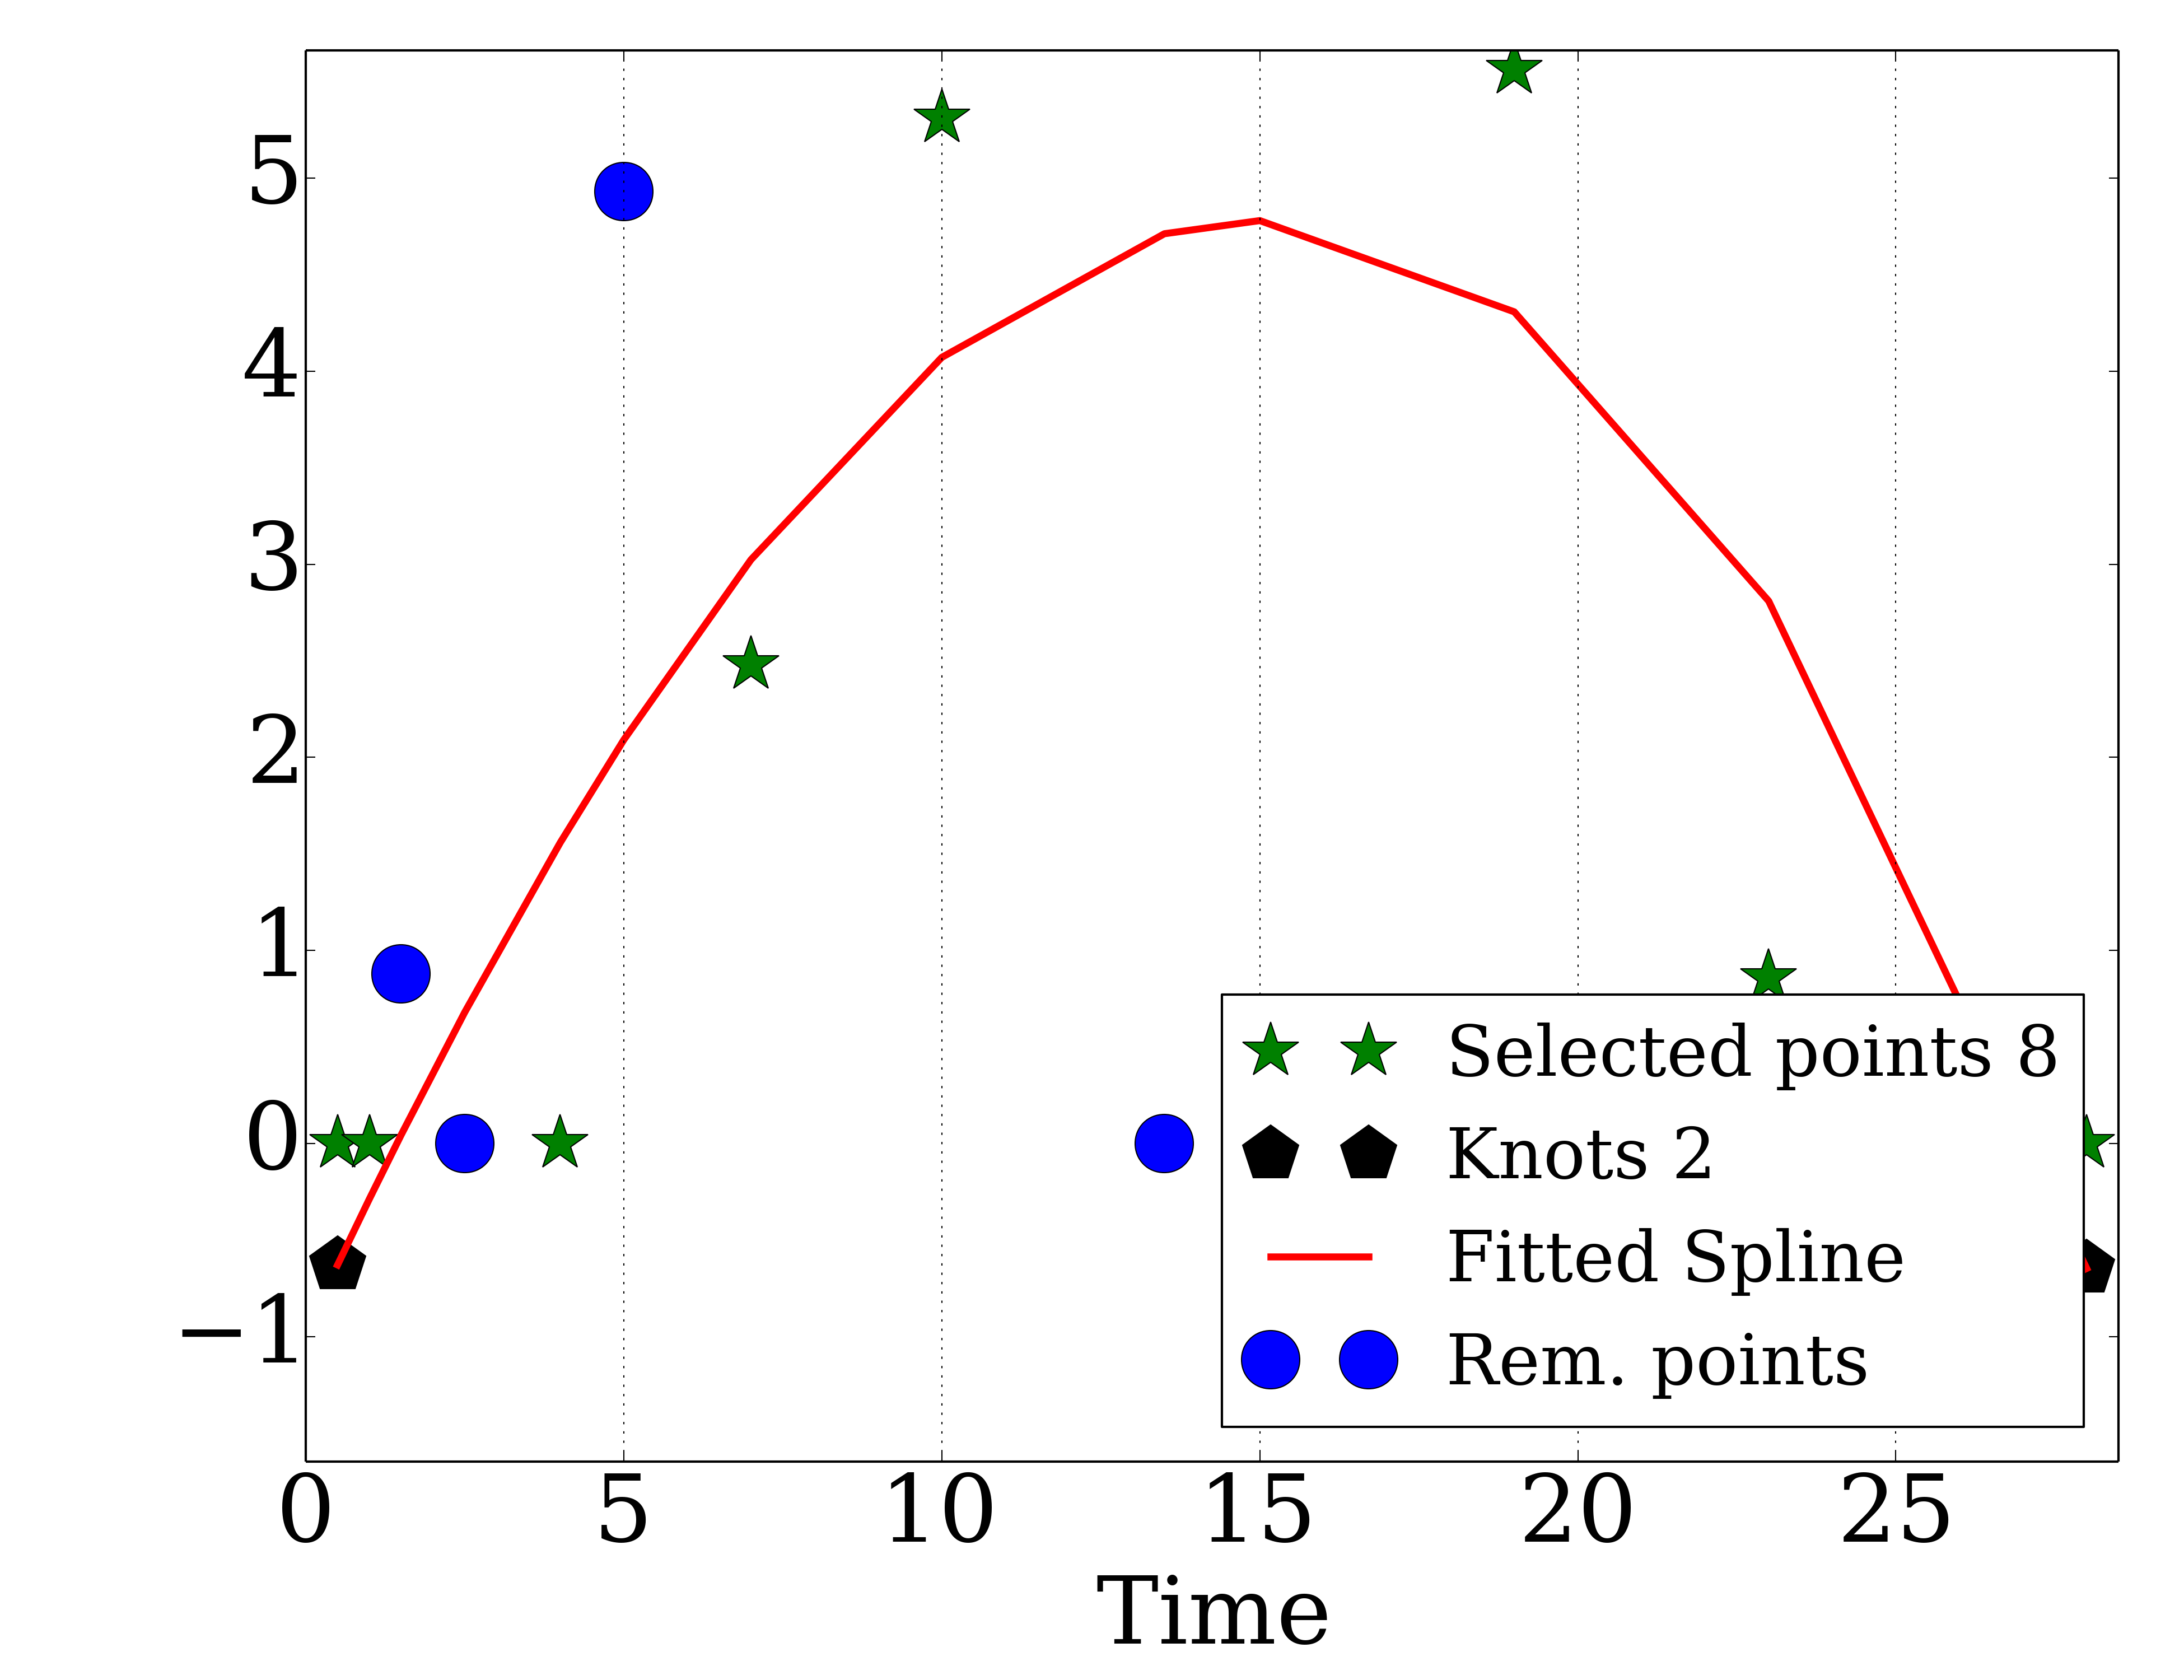 5
4
3
2
1
0
−1
Selected points 8
Knots 2
Fitted Spline
Rem. points
0 5 10 15 20 25
Time